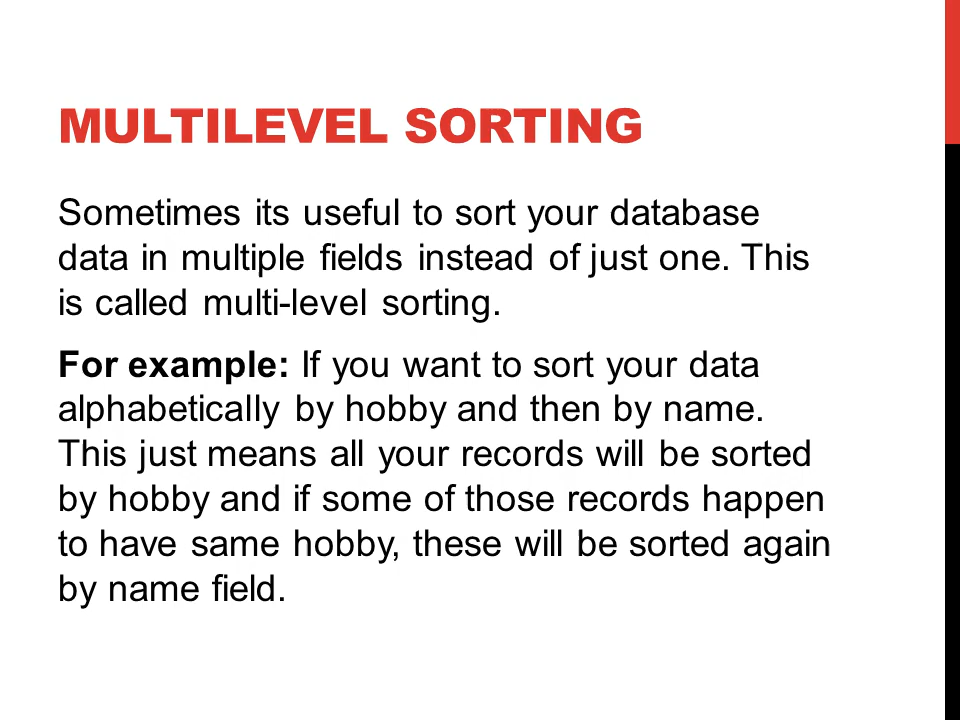 MULTILEVEL SORTING
Sometimes its useful to sort your database
data in multiple fields instead of just one. This
is called multi-level sorting.
For example: If you want to sort your data
alphabetically by hobby and then by name.
This just means all your records will be sorted
by hobby and if some of those records happen
to have same hobby, these will be sorted again
by name field.